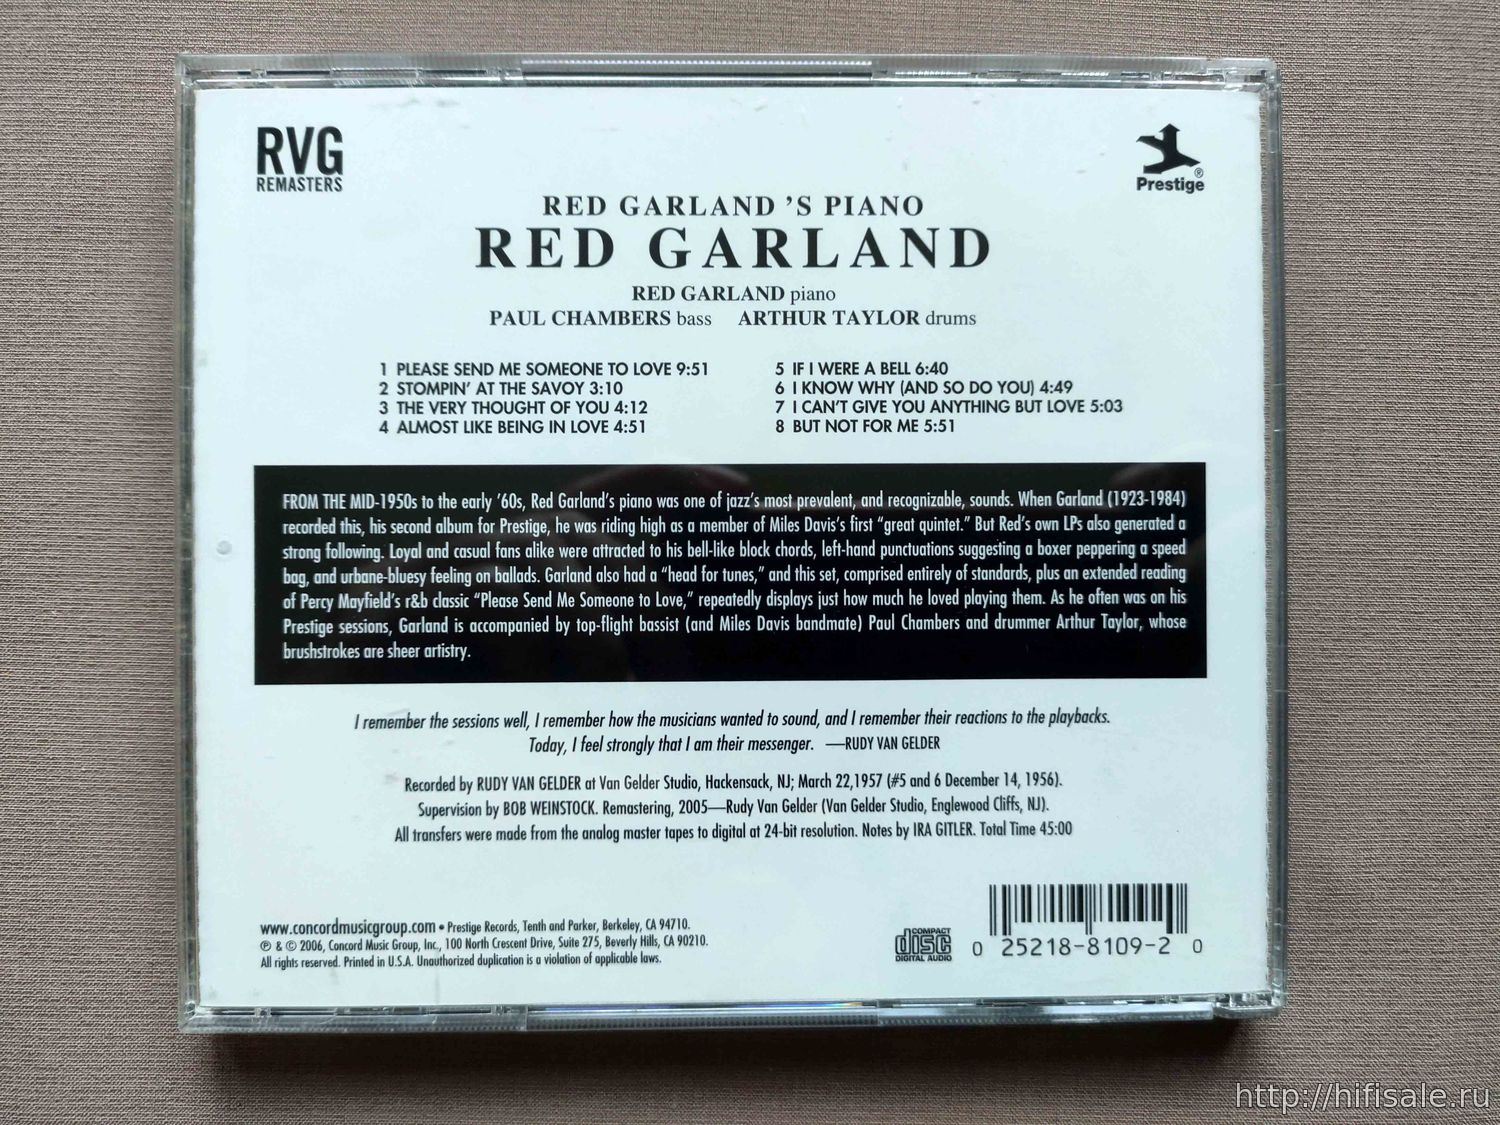 RVG
REMASTERS
Prestige®
RED GARLAND 'S PIANO
RED GARLAND
RED GARLAND piano
PAUL CHAMBERS bass ARTHUR TAYLOR drums
1 PLEASE SEND ME SOMEONE TO LOVE 9:51
2 STOMPIN' AT THE SAVOY 3:10
3 THE VERY THOUGHT OF YOU 4:12
4 ALMOST LIKE BEING IN LOVE 4:51
5 IF I WERE A BELL 6:40
6 I KNOW WHY (AND SO DO YOU) 4:49
7 I CAN'T GIVE YOU ANYTHING BUT LOVE 5:03
8 BUT NOT FOR ME 5:51
FROM THE MID-1950s to the early '60s, Red Garland's piano was one of jazz's most prevalent, and recognizable, sounds. When Garland (1923-1984)
recorded this, his second album for Prestige, he was riding high as a member of Miles Davis's first “great quintet.” But Red's own LPs also generated a
strong following. Loyal and casual fans alike were attracted to his bell-like block chords, left-hand punctuations suggesting a boxer peppering a speed
bag, and urbane-bluesy feeling on ballads. Garland also had a “head for tunes,” and this set, comprised entirely of standards, plus an extended reading
of Percy Mayfield's r&b classic “Please Send Me Someone to Love,” repeatedly displays just how much he loved playing them. As he often was on his
Prestige sessions, Garland is accompanied by top-flight bassist (and Miles Davis bandmate) Paul Chambers and drummer Arthur Taylor, whose
brushstrokes are sheer artistry.
I remember the sessions well, I remember how the musicians wanted to sound, and I remember their reactions to the playbacks.
Today, I feel strongly that I am their messenger. —RUDY VAN GELDER
Recorded by RUDY VAN GELDER at Van Gelder Studio, Hackensack, NJ; March 22,1957 (#5 and 6 December 14, 1956).
Supervision by BOB WEINSTOCK. Remastering, 2005—Rudy Van Gelder (Van Gelder Studio, Englewood Cliffs, NJ).
All transfers were made from the analog master tapes to digital at 24-bit resolution. Notes by IRA GITLER. Total Time 45:00
www.concordmusicgroup.com • Prestige Records, Tenth and Parker, Berkeley, CA 94710.
℗ & © 2006, Concord Music Group, Inc., 100 North Crescent Drive, Suite 275, Beverly Hills, CA 90210.
All rights reserved. Printed in U.S.A. Unauthorized duplication is a violation of applicable laws.
COMPACT
disc
DIGITAL AUDIO
0 25218-8109-2 0
http://hifisale.ru